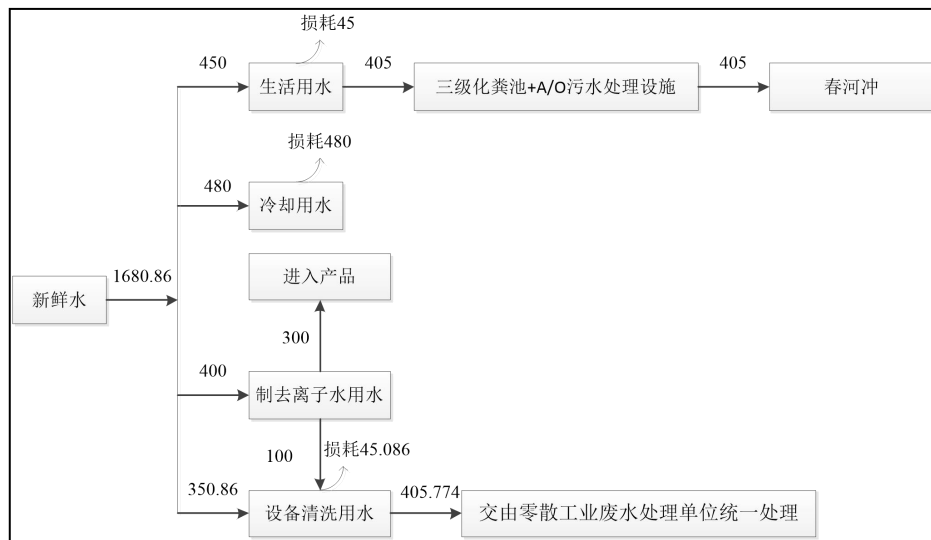 损耗45
450
生活用水
405
三级化粪池+A/O污水处理设施
405
春河冲
损耗480
480
冷却用水
进入产品
1680.86
新鲜水
300
400
制去离子水用水
100
损耗45.086
350.86
设备清洗用水
405.774
交由零散工业废水处理单位统一处理